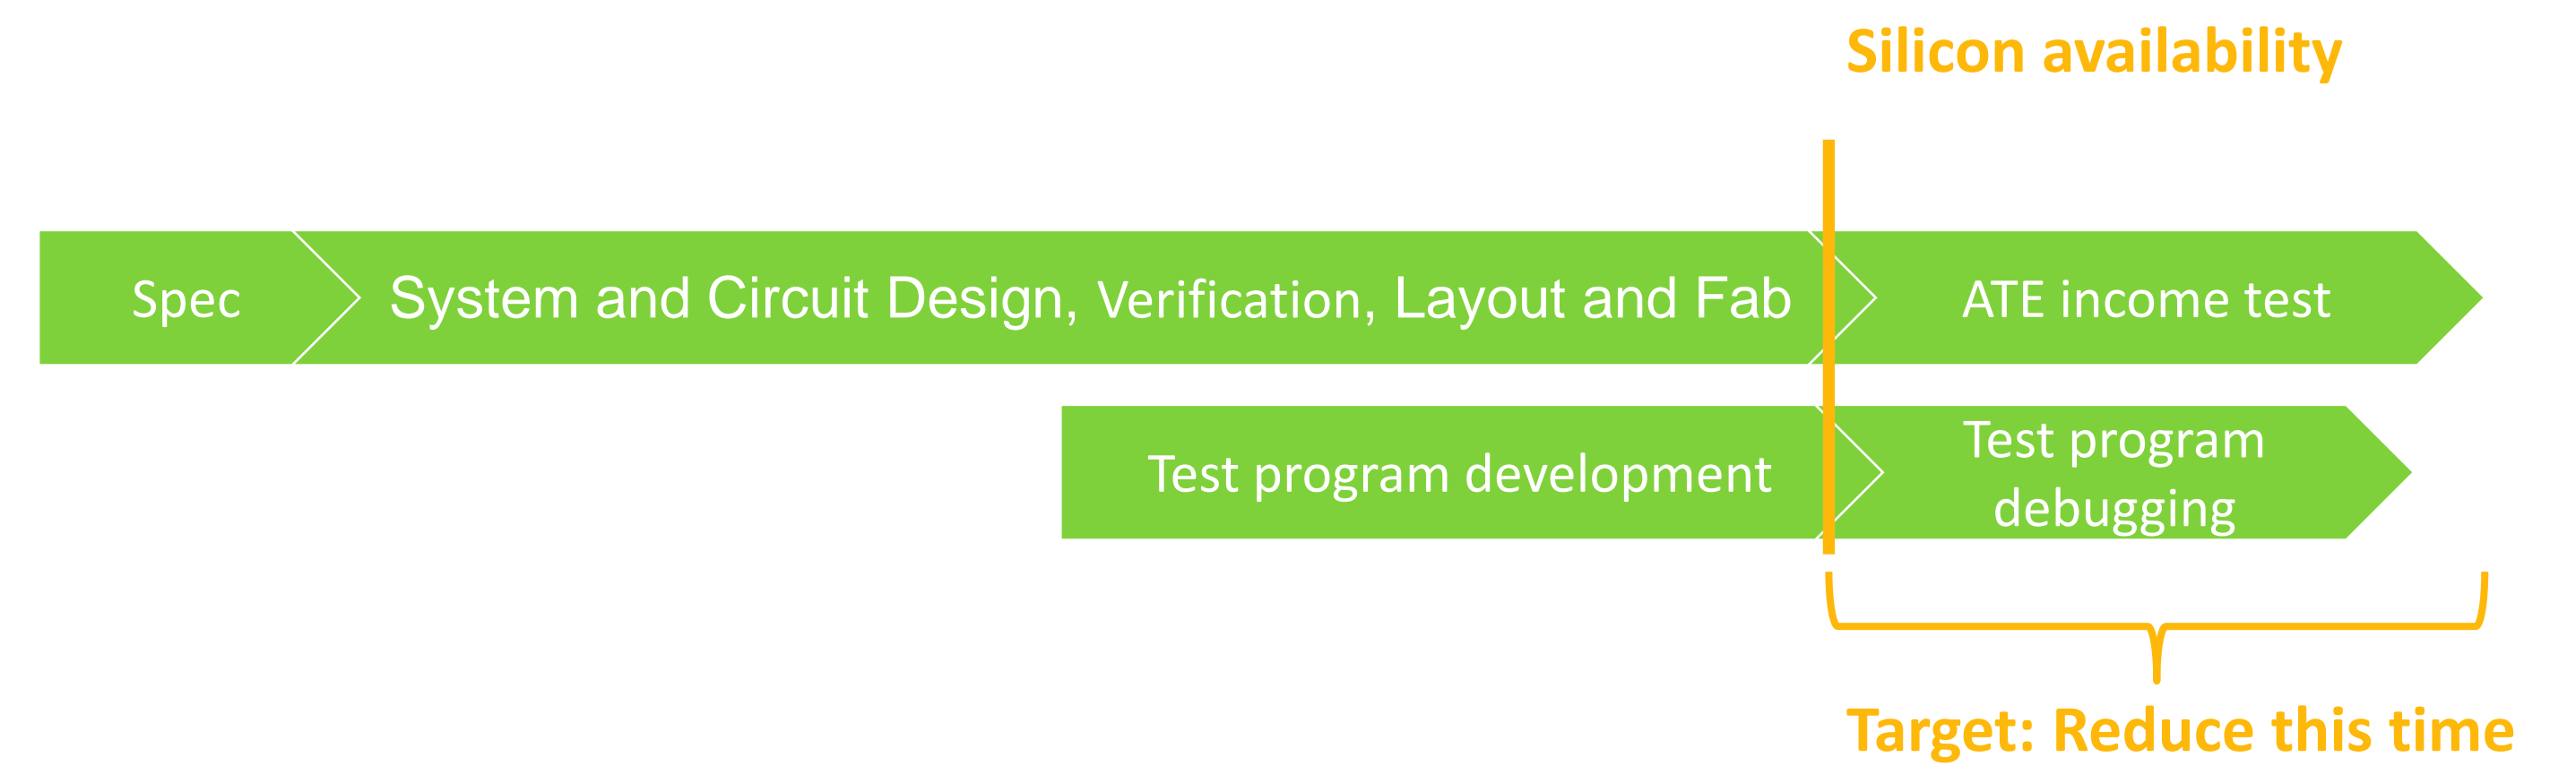 Silicon availability
Spec
System and Circuit Design, Verification, Layout and Fab
ATE income test
Test program development
Test program
debugging
Target: Reduce this time